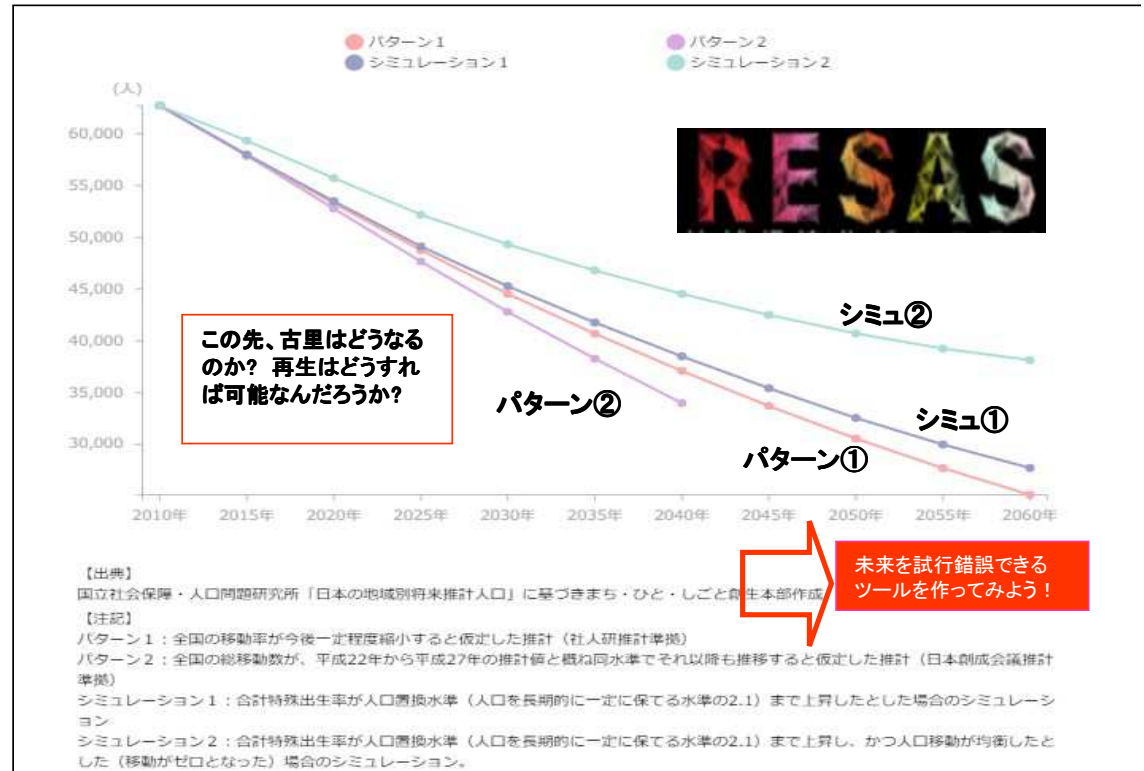 パターン1
パターン2
シミュレーション1
シミュレーション2
(人)
60,000
55,000
50,000
45,000
40,000
35,000
30,000
RESAS
この先、古里はどうなる
のか? 再生はどうすれ
ば可能なんだろうか?
シミュ②
パターン②
シミュ①
パターン①
2010年 2015年 2020年 2025年 2030年 2035年 2040年 2045年 2050年 2055年 2060年
未来を試行錯誤できる
ツールを作ってみよう!
【出典】
国立社会保障・人口問題研究所「日本の地域別将来推計人口」に基づきまち・ひと・しごと創生本部作成
【注記】
パターン1:全国の移動率が今後一定程度縮小すると仮定した推計(社人研推計準拠)
パターン2:全国の総移動数が、平成22年から平成27年の推計値と概ね同水準でそれ以降も推移すると仮定した推計(日本創成会議推計
準拠)
シミュレーション1:合計特殊出生率が人口置換水準(人口を長期的に一定に保てる水準の2.1)まで上昇したとした場合のシミュレーシ
ョン
シミュレーション2:合計特殊出生率が人口置換水準(人口を長期的に一定に保てる水準の2.1)まで上昇し、かつ人口移動が均衡したと
した(移動がゼロとなった)場合のシミュレーション。